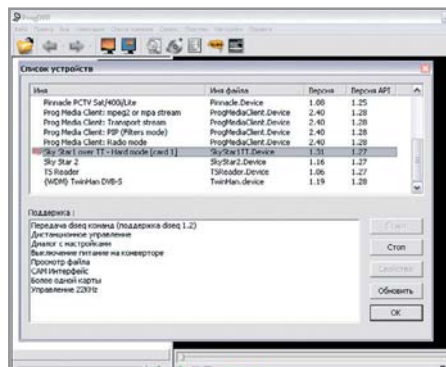 ProgDVB
Список устройств
Имя Имя файла Версия Версия API
Pinnacle PCTV Sat/400i/Lite Pinnacle.Device 1.08 1.25
Prog Media Client: mpeg2 or mpa stream ProgMediaClient.Device 2.40 1.28
Prog Media Client: Transport stream ProgMediaClient.Device 2.40 1.28
Prog Media Client: PIP (Filters mode) ProgMediaClient.Device 2.40 1.28
Prog Media Client: Radio mode ProgMediaClient.Device 2.40 1.28
Sky Star1 over TT - Hard mode [card 1] SkyStar1TT.Device 1.31 1.27
Sky Star 2 SkyStar2.Device 1.16 1.27
TS Reader TSReader.Device 1.06 1.27
(WDM) TwinHan DVB-S TwinHan.device 1.19 1.28
Поддержка :
Передача diseq команд (поддержка diseq 1.2)
Дистанционное управление
Диалог с настройками
Выключение питание на конверторе
Просмотр файла
CAM Интерфейс
Более одной карты
Управление 22KHz
Старт
Стоп
Свойства
Обновить
OK